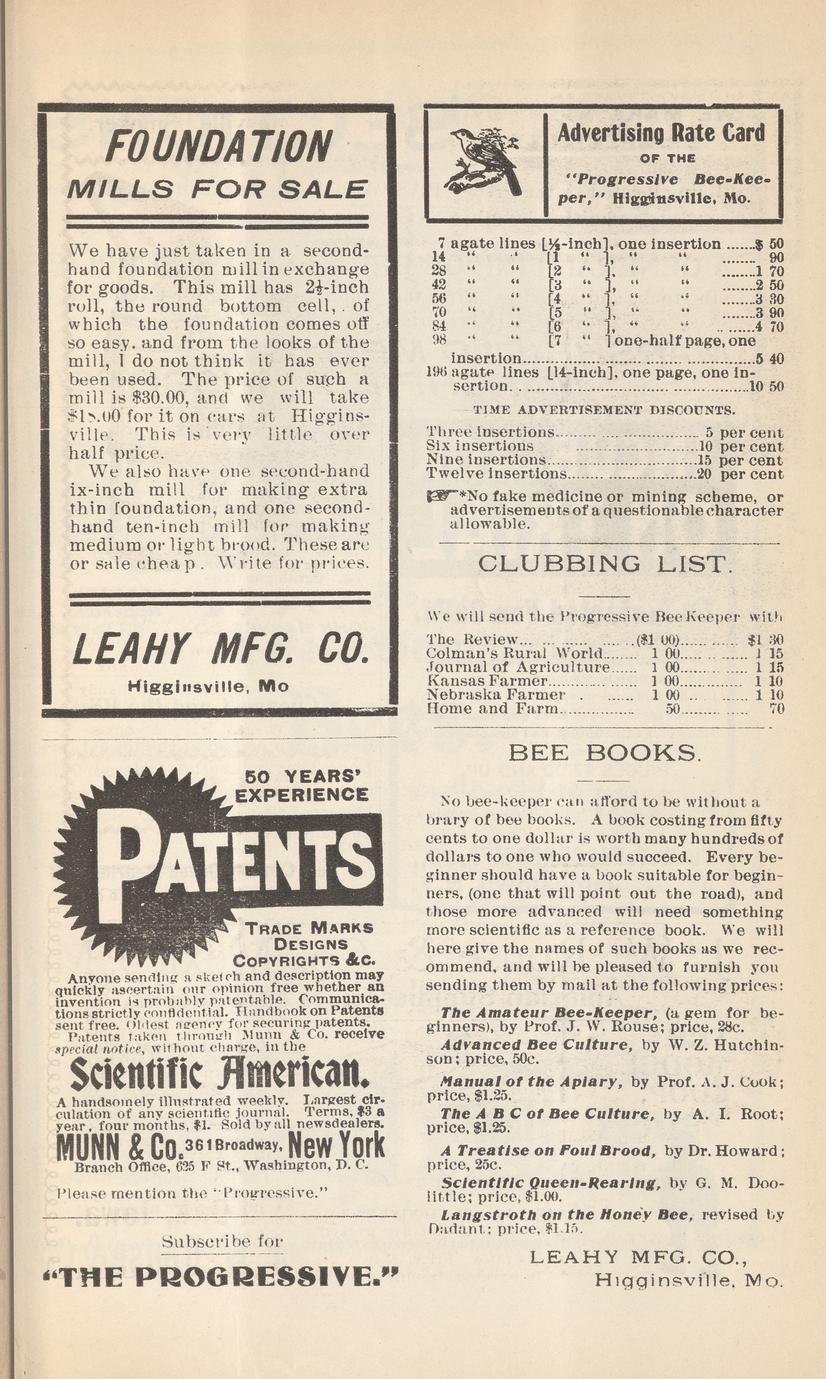 FOUNDATION
MILLS FOR SALE
We have just taken in a second-
hand foundation mill in exchange
for goods. This mill has 2½-inch
roll, the round bottom cell, . of
which the foundation comes off
so easy. and from the looks of the
mill, I do not think it has ever
been used. The price of such a
mill is $30.00, and we will take
for it on cars at Higgins-
ville. This is very little over
half price.
We also have one second-hand
ix-inch mill for making extra
thin foundation, and one second-
hand ten-inch mill for making
medium or light brood. These are
or sale cheap. Write for prices.
LEAHY MFG. CO.
Higginsville, Mo
50 YEARS'
EXPERIENCE
PATENTS
TRADE MARKS
DESIGNS
COPYRIGHTS &C.
Anyone sending a sketch and description may
quickly ascertain our opinion free whether an
invention is probably patentable. Communica-
tions strictly confidential. Handbook on Patents
sent free. Oldest agency for securing patents.
Patents taken through Munn & Co. receive
special notice, without charge, in the
Scientific American.
A handsomely illustrated weekly. Largest cir-
culation of any scientific journal. Terms, $3 a
year, four months, $1. Sold by all newsdealers.
MUNN & Co. 361 Broadway, New York
Branch Office, 625 F St., Washington, D. C.
Please mention the "Progressive."
Subscribe for
"THE PROGRESSIVE."
Advertising Rate Card
OF THE
"Progressive Bee-Kee-
per," Higginsville, Mo.
7 agate lines [½-inch], one insertion ......$ 50
14 " " [1 " ], " " ........ 90
28 " " [2 " ], " " ........1 70
42 " " [3 " ], " " ........2 50
56 " " [4 " ], " " ........3 30
70 " " [5 " ], " " ........3 90
84 " " [6 " ], " " ........4 70
98 " " [7 " ] one-half page, one
insertion................................................5 40
196 agate lines [14-inch], one page, one in-
sertion................................................10 50
TIME ADVERTISEMENT DISCOUNTS.
Three insertions................................ 5 per cent
Six insertions ..........................10 per cent
Nine insertions................................15 per cent
Twelve insertions............................20 per cent
☞*No fake medicine or mining scheme, or
advertisements of a questionable character
allowable.
CLUBBING LIST.
We will send the Progressive Bee Keeper with
The Review....................($1 00)............ $1 30
Colman's Rural World....... 1 00............ 1 15
Journal of Agriculture...... 1 00............ 1 15
Kansas Farmer.................. 1 00............ 1 10
Nebraska Farmer . ...... 1 00 .. ...... 1 10
Home and Farm................ 50............ 70
BEE BOOKS.
No bee-keeper can afford to be without a
brary of bee books. A book costing from fifty
cents to one dollar is worth many hundreds of
dollars to one who would succeed. Every be-
ginner should have a book suitable for begin-
ners, (one that will point out the road), and
those more advanced will need something
more scientific as a reference book. We will
here give the names of such books as we rec-
ommend, and will be pleased to furnish you
sending them by mail at the following prices:
The Amateur Bee-Keeper, (a gem for be-
ginners), by Prof. J. W. Rouse; price, 28c.
Advanced Bee Culture, by W. Z. Hutchin-
son; price, 50c.
Manual of the Apiary, by Prof. A. J. Cook;
price, $1.25.
The A B C of Bee Culture, by A. I. Root;
price, $1.25.
A Treatise on Foul Brood, by Dr. Howard;
price, 25c.
Scientific Queen-Rearing, by G. M. Doo-
little; price, $1.00.
Langstroth on the Honey Bee, revised by
Dadant; price, $1.15.
LEAHY MFG. CO.,
Higginsville, Mo.